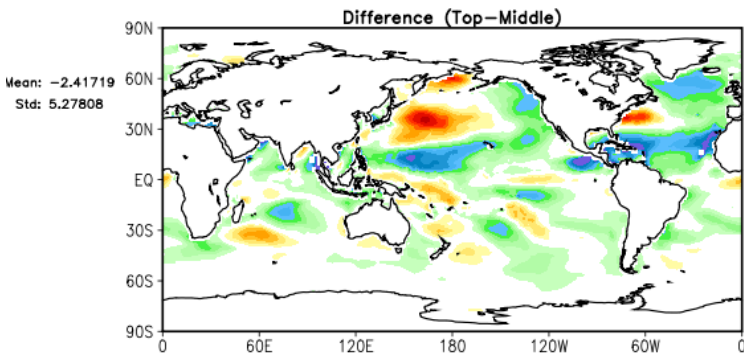 Difference (Top-Middle)
90N
60N
Mean: -2.41719
Std: 5.27808
30N
EQ
30S
60S
90S
0 60E 120E 180 120W 60W 0